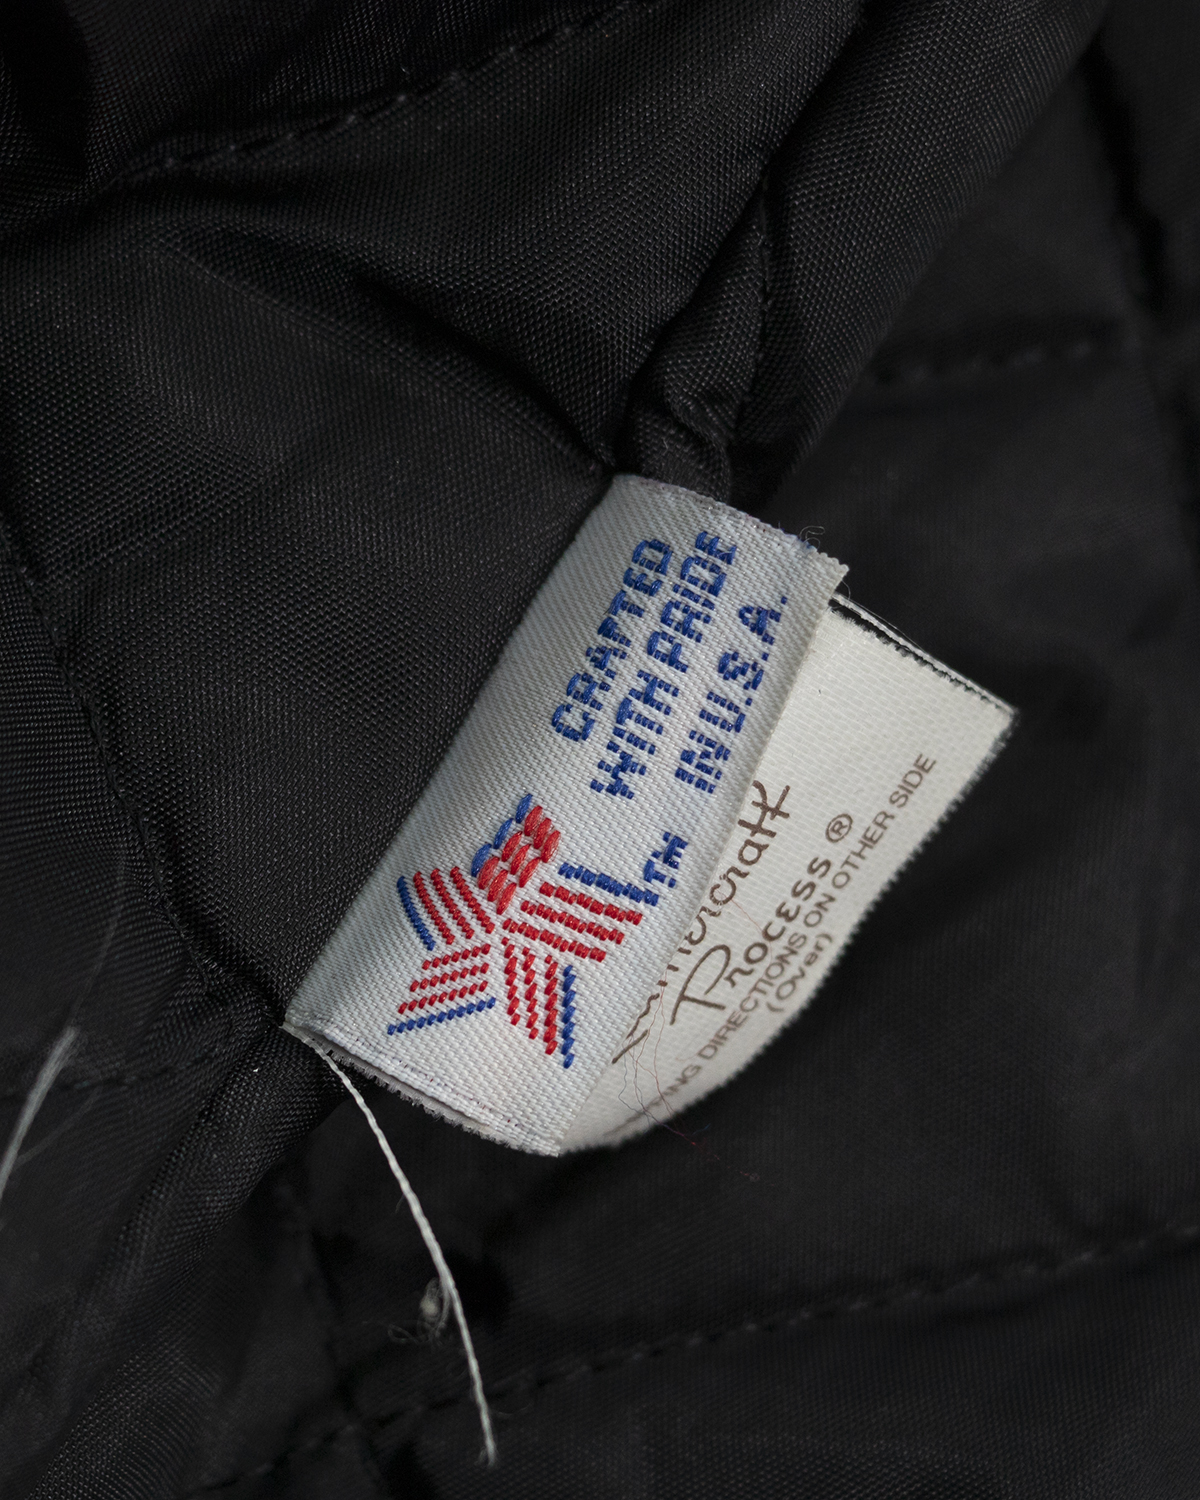 CRAFTED
WITH PRIDE
IN U.S.A.
TM
Process ®
DIRECTIONS ON OTHER SIDE
(Over)